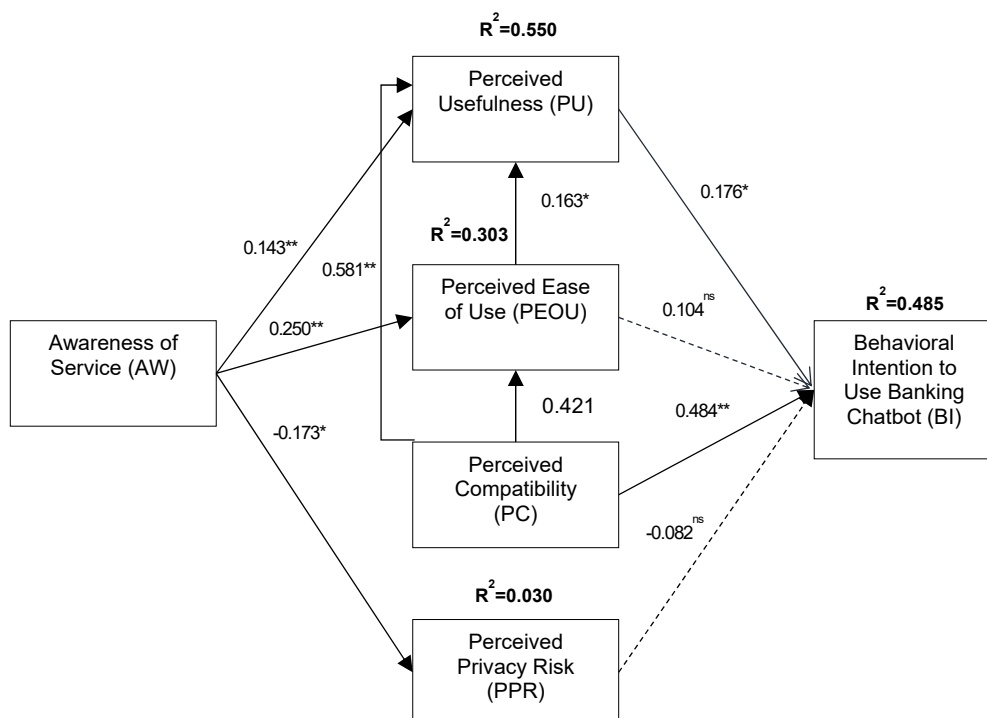 R²=0.550
Perceived
Usefulness (PU)
0.163*
0.176*
R²=0.303
0.143**
0.581**
Perceived Ease
of Use (PEOU)
0.104ns
R²=0.485
0.250**
Awareness of
Service (AW)
Behavioral
Intention to
Use Banking
Chatbot (BI)
0.421
0.484**
-0.173*
Perceived
Compatibility
(PC)
-0.082ns
R²=0.030
Perceived
Privacy Risk
(PPR)